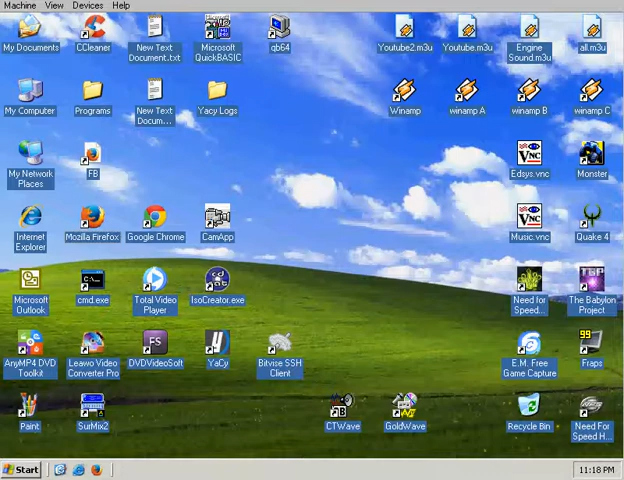 Machine View Devices Help
My Documents CCleaner New Text Microsoft qb64 Youtube2.m3u Youtube.m3u Engine all.m3u
Document.txt QuickBASIC Sound.m3u
My Computer Programs New Text Yacy Logs Winamp winamp A winamp B winamp C
Docum...
VNC
My Network FB Edsys.vnc Monster
Places
VNC
Internet Mozilla Firefox Google Chrome CamApp Music.vnc Quake 4
Explorer
TBP
Microsoft cmd.exe Total Video IsoCreator.exe Need for The Babylon
Outlook Player Speed... Project
FS 99
AnyMP4 DVD Leawo Video DVDVideoSoft YaCy Bitvise SSH E.M. Free Fraps
Toolkit Converter Pro Client Game Capture
Paint SurMix2 CTWave GoldWave Recycle Bin Need For
Speed H...
Start 11:18 PM